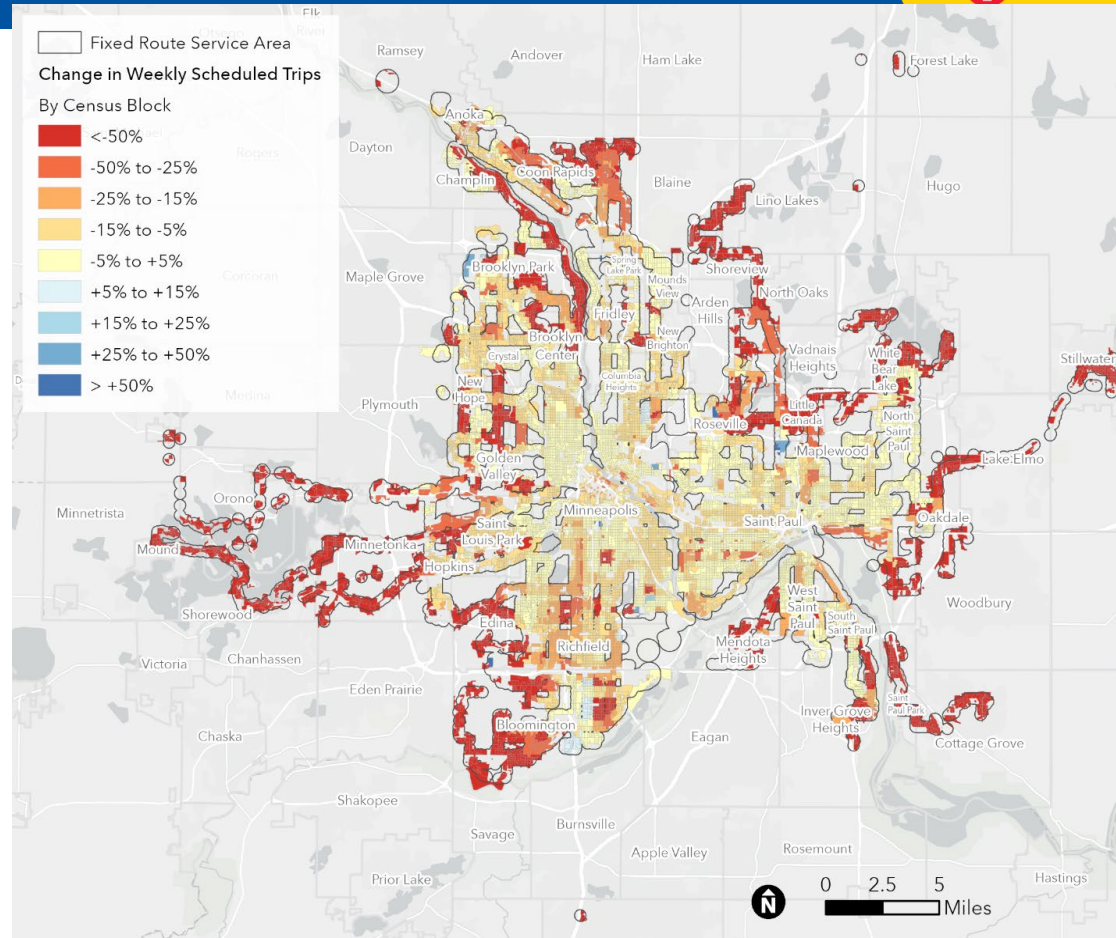 Fixed Route Service Area
Change in Weekly Scheduled Trips
By Census Block
<-50%
-50% to -25%
-25% to -15%
-15% to -5%
-5% to +5%
+5% to +15%
+15% to +25%
+25% to +50%
> +50%
Elk
River
Rogers
Corcoran
Medina
Ramsey
Andover
Ham Lake
Forest Lake
Anoka
Dayton
Champlin
Coon Rapids
Blaine
Lino Lakes
Hugo
Maple Grove
Brooklyn Park
Spring
Lake Park
Mounds
View
Shoreview
North Oaks
Arden
Hills
Fridley
Brooklyn
Center
New
Brighton
Crystal
Columbia
Heights
Vadnais
Heights
White
Bear
Lake
Stillwater
Plymouth
New
Hope
Roseville
Little
Canada
North
Saint
Paul
Golden
Valley
Maplewood
Lake Elmo
Orono
Minnetrista
Minneapolis
Saint Paul
Oakdale
Saint
Louis Park
Mound
Minnetonka
Hopkins
Shorewood
Edina
West
Saint
Paul
South
Saint Paul
Woodbury
Victoria
Chanhassen
Richfield
Mendota
Heights
Eden Prairie
Saint
Paul Park
Inver Grove
Heights
Bloomington
Chaska
Eagan
Cottage Grove
Shakopee
Savage
Burnsville
Apple Valley
Rosemount
Prior Lake
Hastings
N
0 2.5 5
Miles